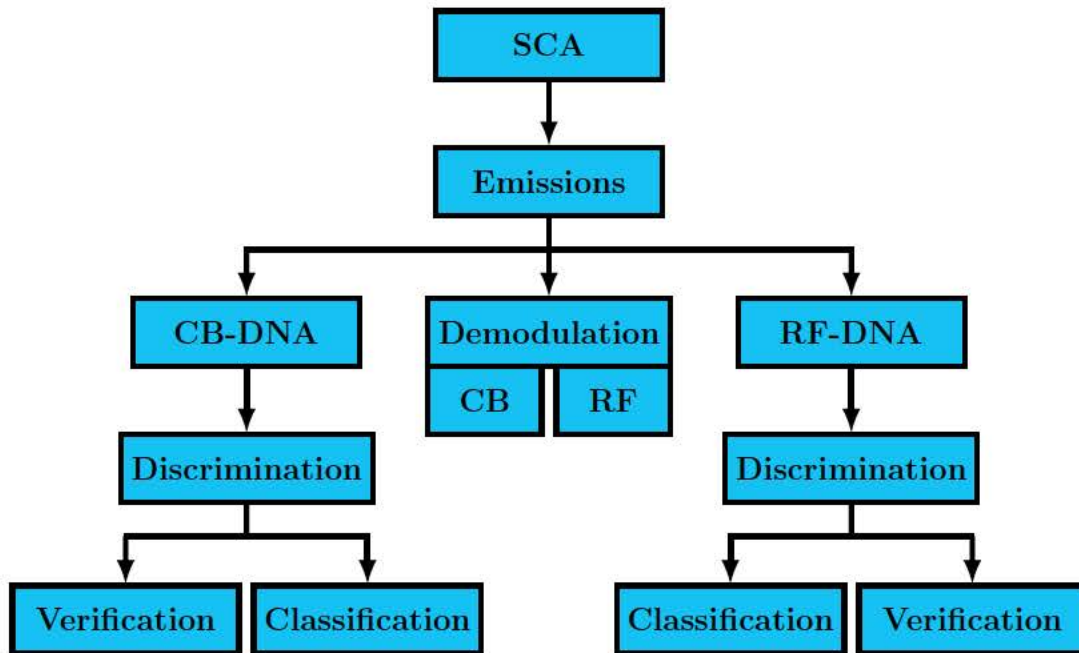 SCA
Emissions
CB-DNA
Demodulation
RF-DNA
CB
RF
Discrimination
Discrimination
Verification
Classification
Classification
Verification